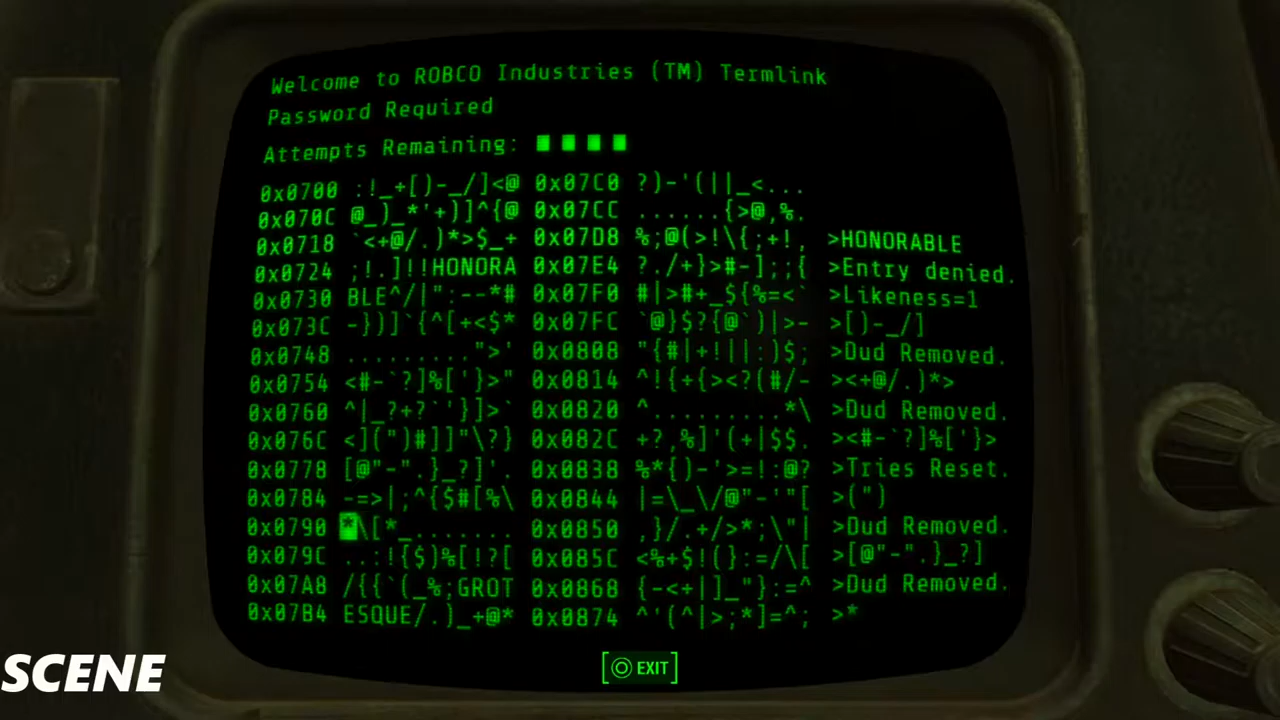 Welcome to ROBCO Industries (TM) Termlink
Password Required
Attempts Remaining: ■ ■ ■ ■
0x0700 :!_+[)-_/]<@ 0x07C0 ?)-'(||_<...
0x070C @_)_*'+)]^{@ 0x07CC .......{>@,%.
0x0718 `<+@/.)*>$_+ 0x07D8 %;@(>!\{;+!, >HONORABLE
0x0724 ;!.]!!HONORA 0x07E4 ?./+}>#-];;{ >Entry denied.
0x0730 BLE^/|":--*# 0x07F0 #|>#+_${%=<` >Likeness=1
0x073C -})]`{^[+<$* 0x07FC `@}$?{@`)|>- >[)-_/]
0x0748 .........">' 0x0808 "{#|+!||:)$; >Dud Removed.
0x0754 <#-`?]%['}>" 0x0814 ^!{+{><?(#/- ><+@/.)*>
0x0760 ^|_?+?`'}]>` 0x0820 ^.........*\ >Dud Removed.
0x076C <](")#]]"\?} 0x082C +?,%]'(+|$$. ><#-`?]%['}>
0x0778 [@"-".}_?]'. 0x0838 %*{)-'>=!:@? >Tries Reset.
0x0784 -=>|;^{$#[%\ 0x0844 |=\_\/@"-'"[ >(")
0x0790 *\[*_....... 0x0850 ,}/.+/>*;\"| >Dud Removed.
0x079C ..:!{$)%[!?[ 0x085C <%+$!(}:=/\[ >[@"-".}_?]
0x07A8 /{{`(_%;GROT 0x0868 {-<+|]_"}:=^ >Dud Removed.
0x07B4 ESQUE/.)_+@* 0x0874 ^'(^|>;*]=^; >*
[◎ EXIT]
SCENE